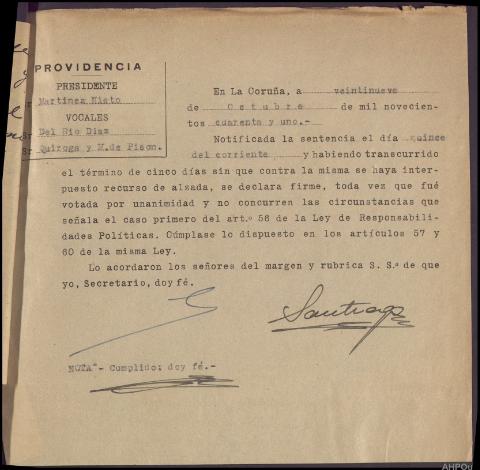 PROVIDENCIA
PRESIDENTE
Martinez Nieto
VOCALES
Del Rio Diaz
Quiroga y M.de Pison.
En La Coruña, a veintinueve
de Octubre de mil novecien-
tos cuarenta y uno.-
Notificada la sentencia el día quince
del corriente y habiendo transcurrido
el término de cinco días sin que contra la misma se haya inter-
puesto recurso de alzada, se declara firme, toda vez que fué
votada por unanimidad y no concurren las circunstancias que
señala el caso primero del art.º 56 de la Ley de Responsabili-
dades Políticas. Cúmplase lo dispuesto en los artículos 57 y
60 de la misma Ley.
Lo acordaron los señores del margen y rubrica S. S.ª de que
yo, Secretario, doy fé.
Santiago
NOTA - Cumplido; doy fé.-
AHPOu